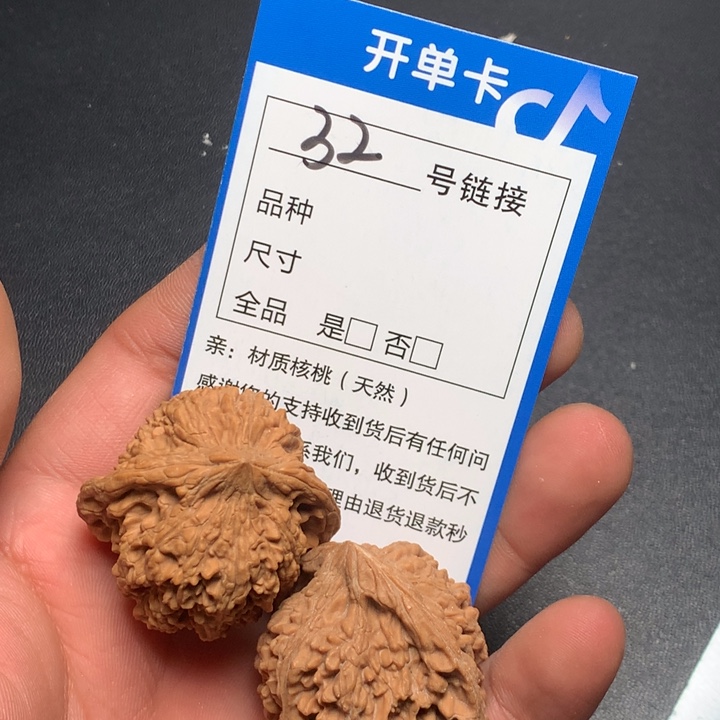 开单卡
32号链接
品种
尺寸
全品 是□ 否□
亲：材质核桃（天然）
感谢您的支持收到货后有任何问
系我们，收到货后不
理由退货退款秒